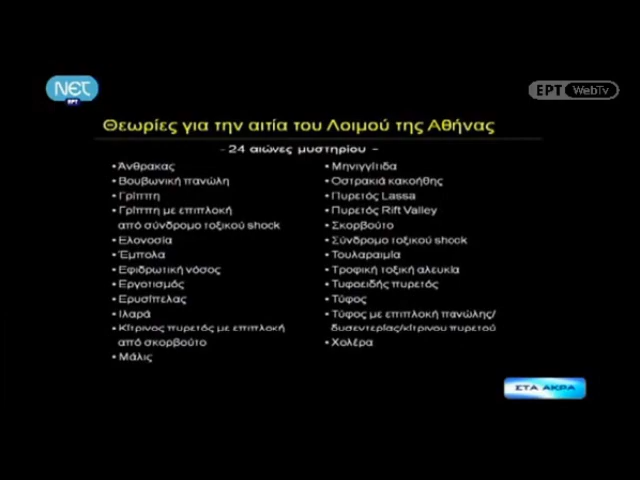 ΝΕΤ
ΕΡΤ
ΕΡΤ WebTv
Θεωρίες για την αιτία του Λοιμού της Αθήνας
- 24 αιώνες μυστηρίου -
• Άνθρακας
• Βουβωνική πανώλη
• Γρίππη
• Γρίππη με επιπλοκή
από σύνδρομο τοξικού shock
• Ελονοσία
• Έμπολα
• Εφιδρωτική νόσος
• Εργοτισμός
• Ερυσίπελας
• Ιλαρά
• Κίτρινος πυρετός με επιπλοκή
από σκορβούτο
• Μάλις
• Μηνιγγίτιδα
• Οστρακιά κακοήθης
• Πυρετός Lassa
• Πυρετός Rift Valley
• Σκορβούτο
• Σύνδρομο τοξικού shock
• Τουλαραιμία
• Τροφική τοξική αλευκία
• Τυφοειδής πυρετός
• Τύφος
• Τύφος με επιπλοκή πανώλης/
δυσεντερίας/κίτρινου πυρετού
• Χολέρα
ΣΤΑ ΑΚΡΑ